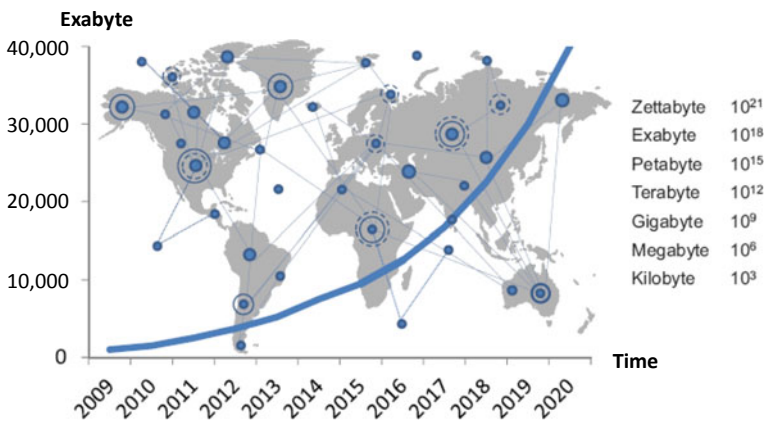 Exabyte
40,000
30,000
20,000
10,000
0
2009 2010 2011 2012 2013 2014 2015 2016 2017 2018 2019 2020
Time
Zettabyte 10²¹
Exabyte 10¹⁸
Petabyte 10¹⁵
Terabyte 10¹²
Gigabyte 10⁹
Megabyte 10⁶
Kilobyte 10³